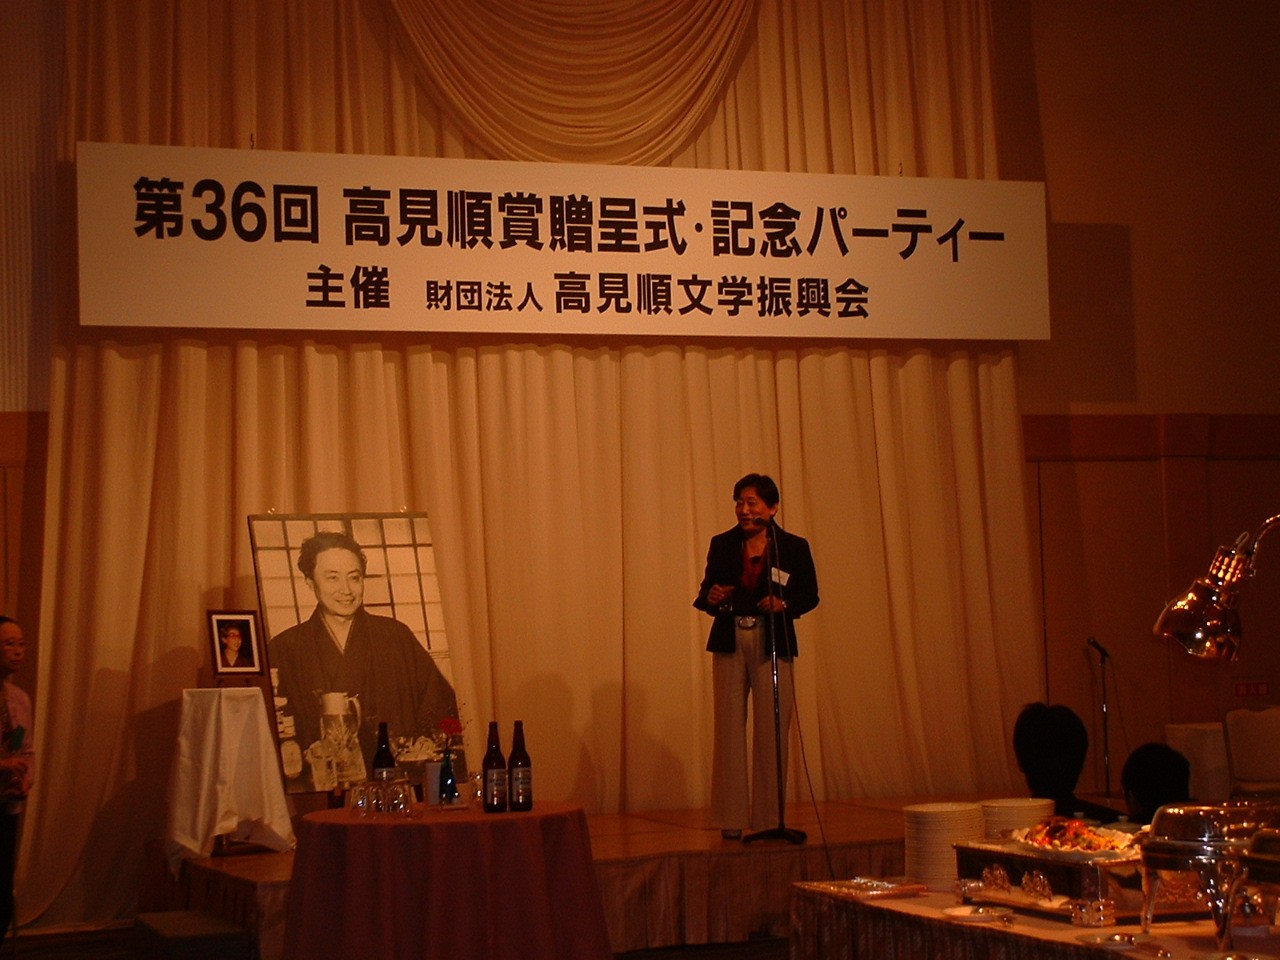 第36回 高見順賞贈呈式・記念パーティー
主催 財団法人 高見順文学振興会